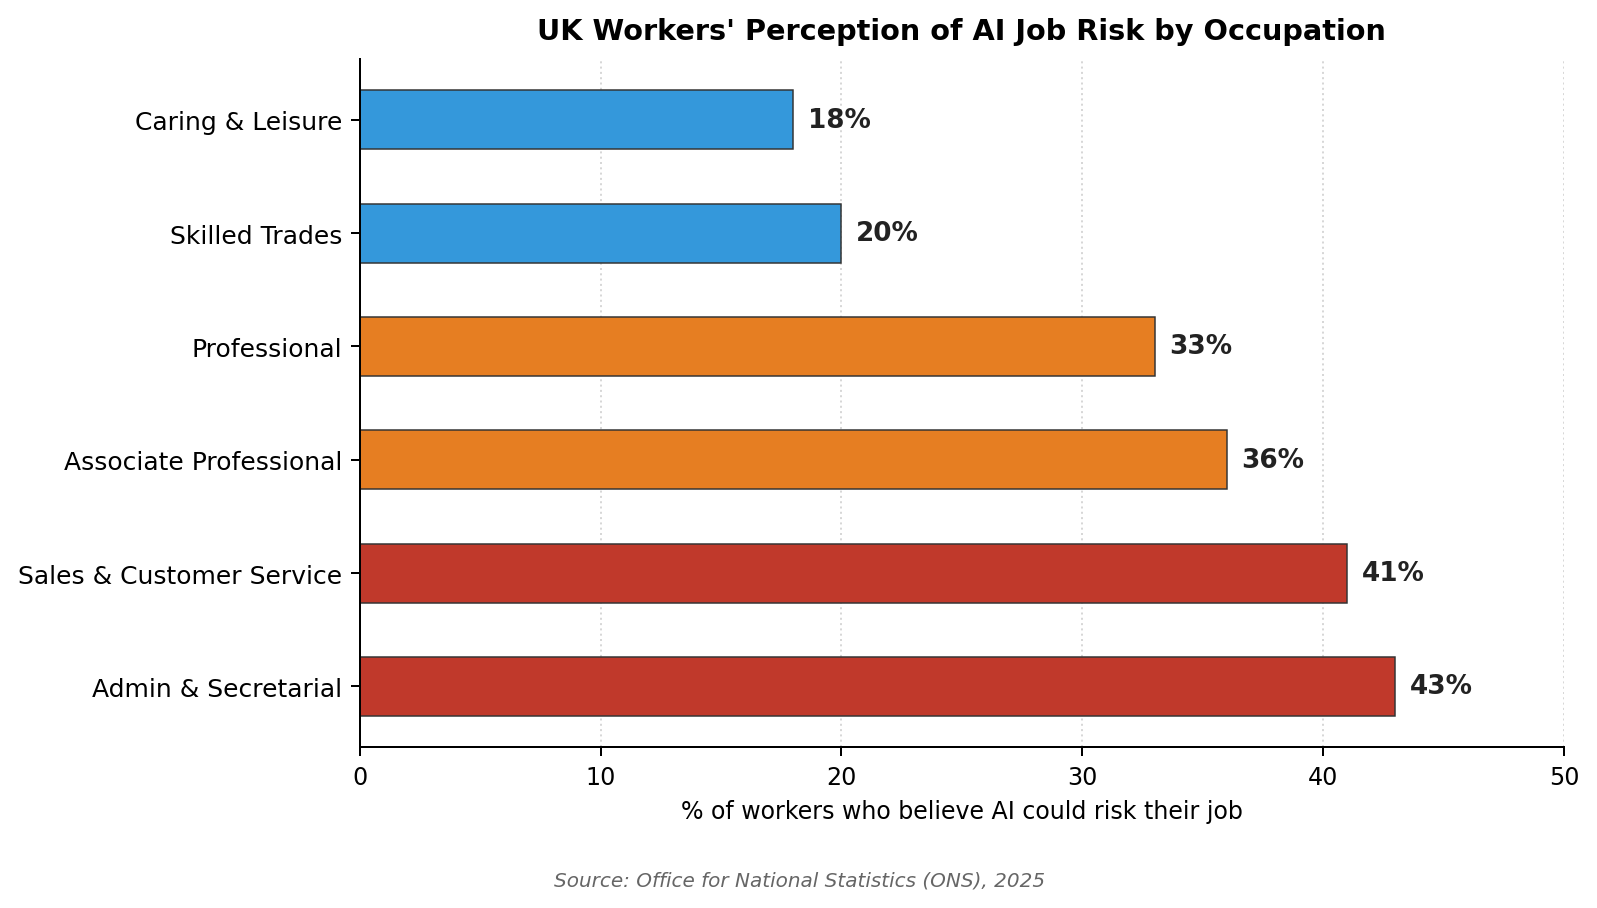 UK Workers' Perception of AI Job Risk by Occupation
Caring & Leisure
18%
Skilled Trades
20%
Professional
33%
Associate Professional
36%
Sales & Customer Service
41%
Admin & Secretarial
43%
0 10 20 30 40 50
% of workers who believe AI could risk their job
Source: Office for National Statistics (ONS), 2025